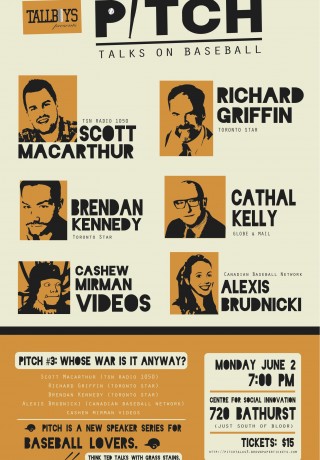 TALLBOYS
P/TCH
TALKS ON BASEBALL
TSN RADIO 1050
SCOTT
MACARTHUR
RICHARD
GRIFFIN
TORONTO STAR
BRENDAN
KENNEDY
TORONTO STAR
CATHAL
KELLY
GLOBE & MAIL
CASHEW
MIRMAN
VIDEOS
CANADIAN BASEBALL NETWORK
ALEXIS
BRUDNICKI
PITCH #3: WHOSE WAR IS IT ANYWAY?
SCOTT MACARTHUR (TSN RADIO 1050)
RICHARD GRIFFIN (TORONTO STAR)
BRENDAN KENNEDY (TORONTO STAR)
ALEXIS BRUDNICKI (CANADIAN BASEBALL NETWORK)
CASHEW MIRMAN VIDEOS
PITCH IS A NEW SPEAKER SERIES FOR
BASEBALL LOVERS.
THINK TED TALKS WITH GRASS STAINS.
MONDAY JUNE 2
7:00 PM
CENTRE FOR SOCIAL INNOVATION
720 BATHURST
(JUST SOUTH OF BLOOR)
TICKETS: $15